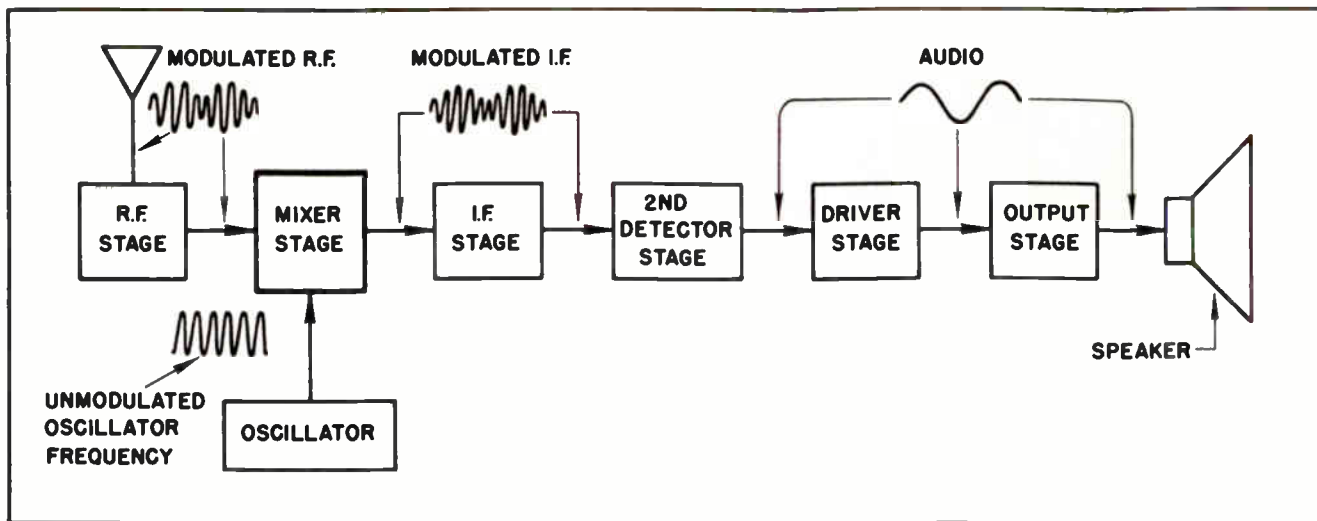 MODULATED R.F.
MODULATED I.F.
AUDIO
R.F.
STAGE
MIXER
STAGE
I.F.
STAGE
2ND
DETECTOR
STAGE
DRIVER
STAGE
OUTPUT
STAGE
SPEAKER
UNMODULATED
OSCILLATOR
FREQUENCY
OSCILLATOR